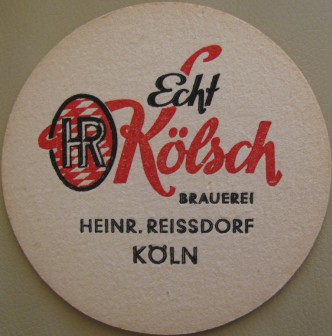 Echt
HR Kölsch
BRAUEREI
HEINR. REISSDORF
KÖLN